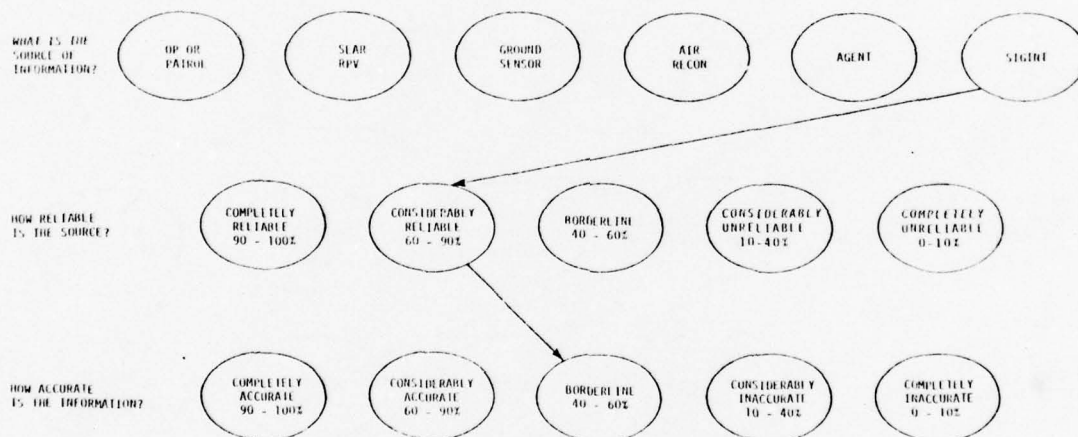 WHAT IS THE
SOURCE OF
INFORMATION?
OP OR
PATROL
SLAR
RPV
GROUND
SENSOR
AIR
RECON
AGENT
SIGINT
HOW RELIABLE
IS THE SOURCE?
COMPLETELY
RELIABLE
90 - 100%
CONSIDERABLY
RELIABLE
60 - 90%
BORDERLINE
40 - 60%
CONSIDERABLY
UNRELIABLE
10-40%
COMPLETELY
UNRELIABLE
0-10%
HOW ACCURATE
IS THE INFORMATION?
COMPLETELY
ACCURATE
90 - 100%
CONSIDERABLY
ACCURATE
60 - 90%
BORDERLINE
40 - 60%
CONSIDERABLY
INACCURATE
10 - 40%
COMPLETELY
INACCURATE
0 - 10%